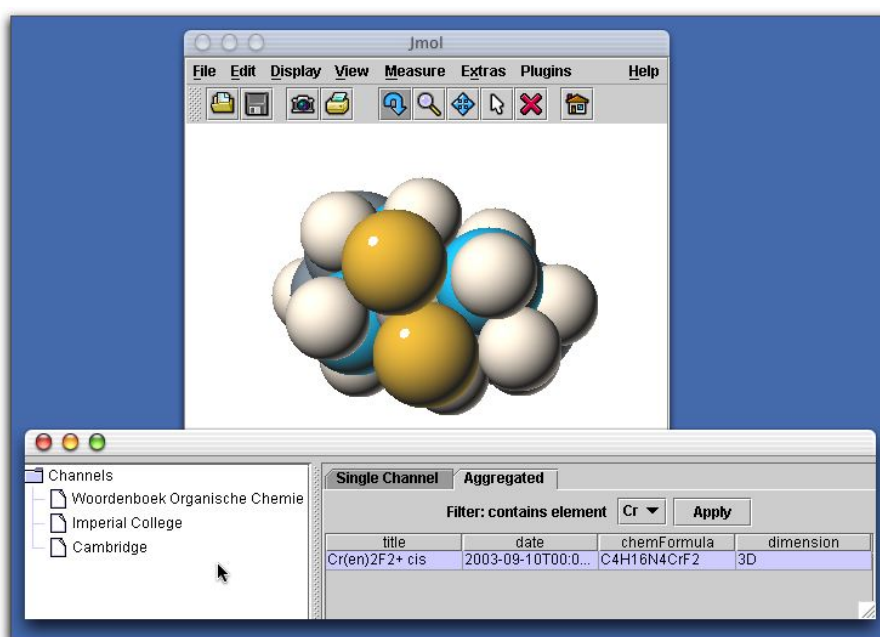 Jmol
File Edit Display View Measure Extras Plugins Help
Channels
Woordenboek Organische Chemie
Imperial College
Cambridge
Single Channel Aggregated
Filter: contains element Cr Apply
title date chemFormula dimension
Cr(en)2F2+ cis 2003-09-10T00:0... C4H16N4CrF2 3D